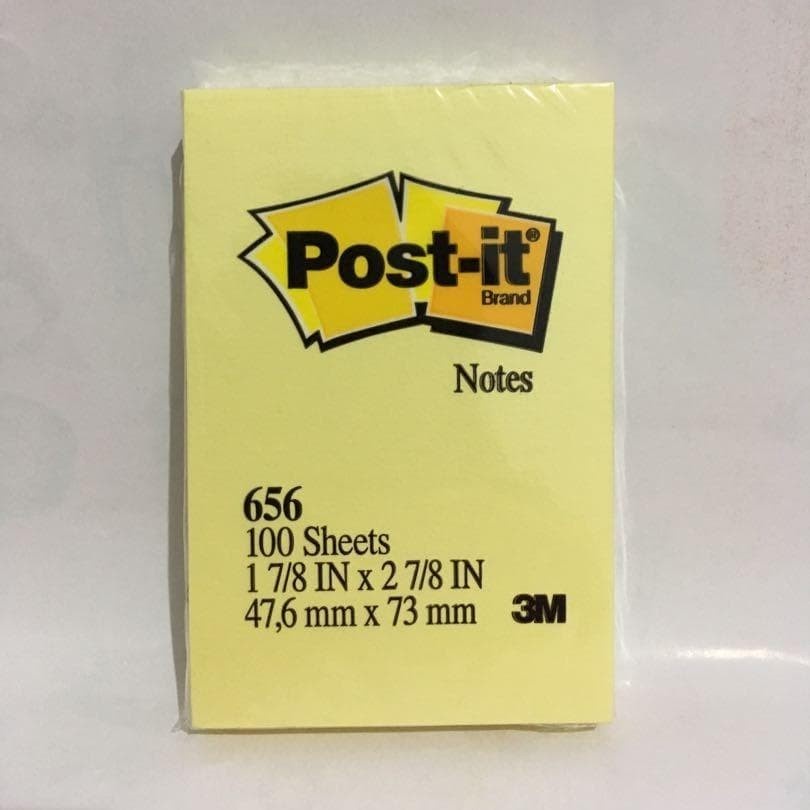 Post-it®
Brand
Notes
656
100 Sheets
1 7/8 IN x 2 7/8 IN
47,6 mm x 73 mm
3M